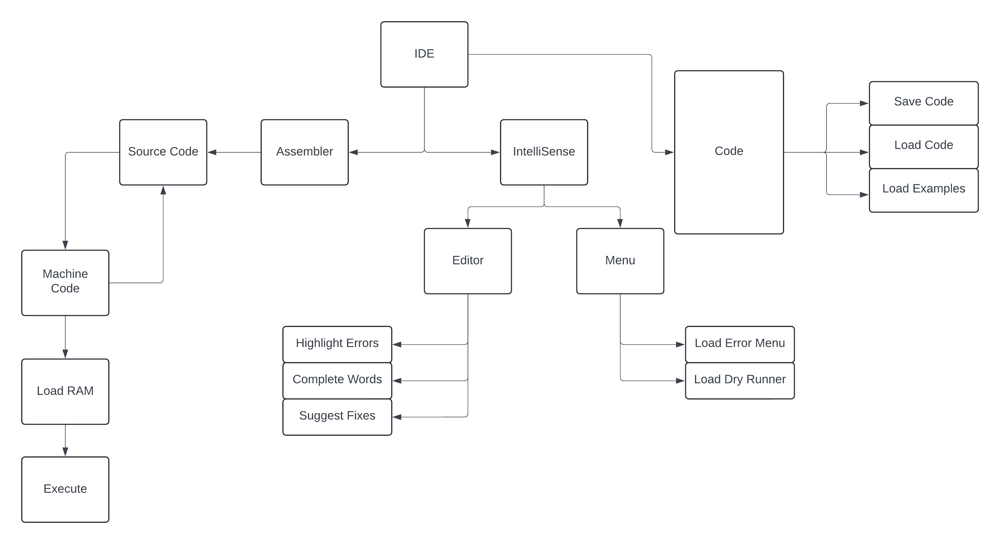 IDE
Save Code
Load Code
Load Examples
Source Code
Assembler
IntelliSense
Code
Editor
Menu
Machine
Code
Highlight Errors
Complete Words
Suggest Fixes
Load Error Menu
Load Dry Runner
Load RAM
Execute